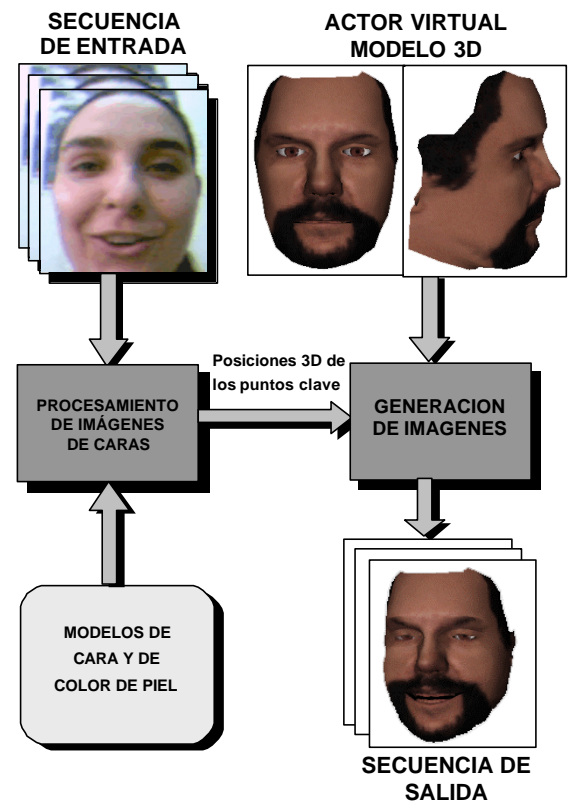 SECUENCIA
DE ENTRADA
ACTOR VIRTUAL
MODELO 3D
Posiciones 3D de
los puntos clave
PROCESAMIENTO
DE IMÁGENES
DE CARAS
GENERACION
DE IMAGENES
MODELOS DE
CARA Y DE
COLOR DE PIEL
SECUENCIA DE
SALIDA